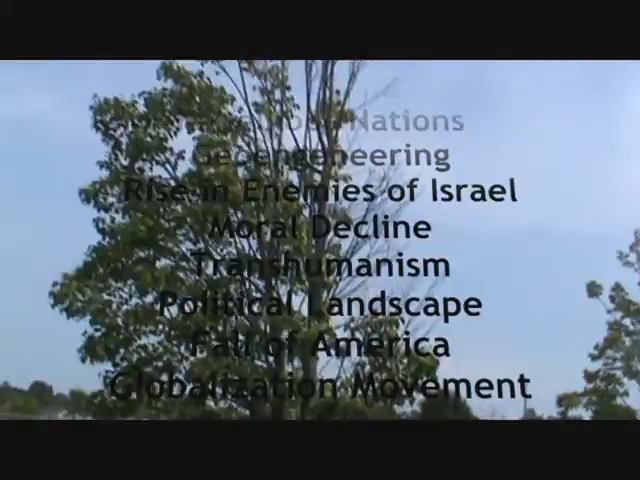 Nations
Geoengeneering
Rise in Enemies of Israel
Moral Decline
Transhumanism
Political Landscape
Fall of America
Globalization Movement